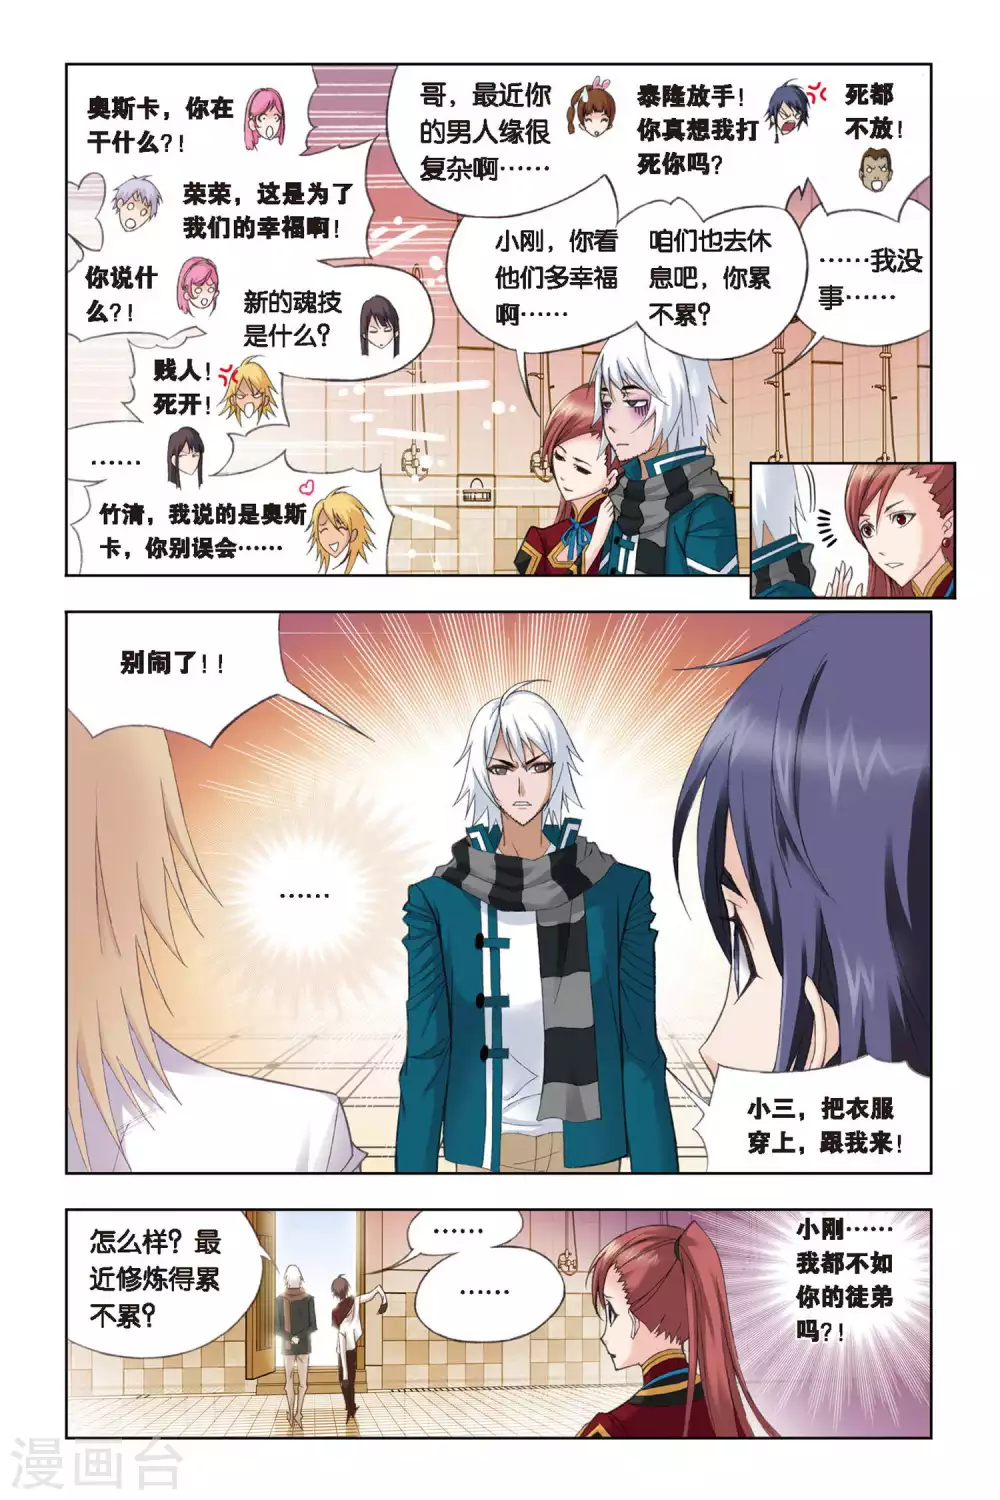 奥斯卡，你在
干什么？！
荣荣，这是为了
我们的幸福啊！
你说什
么？！
新的魂技
是什么？
贱人！
死开！
……
竹清，我说的是奥斯
卡，你别误会……
哥，最近你
的男人缘很
复杂啊……
泰隆放手！
你真想我打
死你吗？
死都
不放！
小刚，你看
他们多幸福
啊……
咱们也去休
息吧，你累
不累？
……我没
事……
别闹了！！
……
小三，把衣服
穿上，跟我来！
怎么样？最
近修炼得累
不累？
……
……
小刚……
我都不如
你的徒弟
吗？！
漫画台